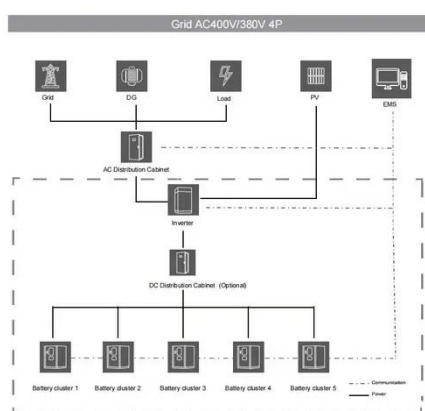 Grid AC400V/380V 4P
Grid
DG
Load
PV
EMS
AC Distribution Cabinet
Inverter
DC Distribution Cabinet (Optional)
Battery cluster 1
Battery cluster 2
Battery cluster 3
Battery cluster 4
Battery cluster 5
Communication
Power